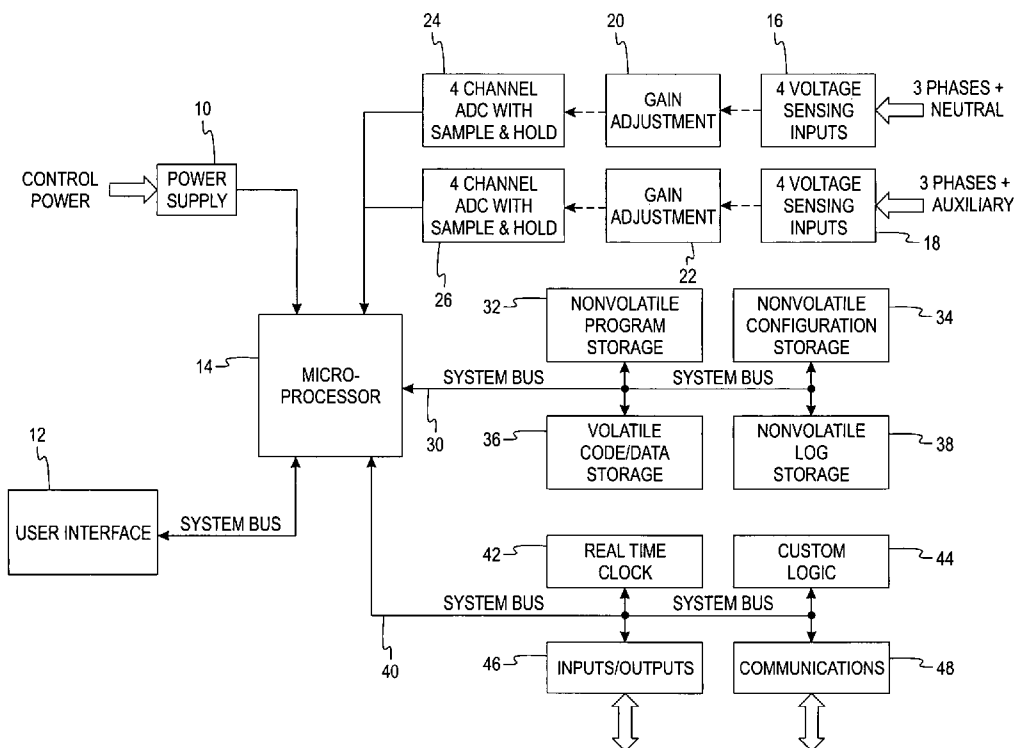 24
20
16
4 CHANNEL
ADC WITH
SAMPLE & HOLD
GAIN
ADJUSTMENT
4 VOLTAGE
SENSING
INPUTS
3 PHASES +
NEUTRAL
10
CONTROL
POWER
POWER
SUPPLY
4 CHANNEL
ADC WITH
SAMPLE & HOLD
GAIN
ADJUSTMENT
4 VOLTAGE
SENSING
INPUTS
3 PHASES +
AUXILIARY
26
22
18
32
NONVOLATILE
PROGRAM
STORAGE
NONVOLATILE
CONFIGURATION
STORAGE
34
14
MICRO-
PROCESSOR
SYSTEM BUS
SYSTEM BUS
30
36
VOLATILE
CODE/DATA
STORAGE
NONVOLATILE
LOG
STORAGE
38
12
USER INTERFACE
SYSTEM BUS
42
REAL TIME
CLOCK
CUSTOM
LOGIC
44
SYSTEM BUS
SYSTEM BUS
40
46
INPUTS/OUTPUTS
COMMUNICATIONS
48